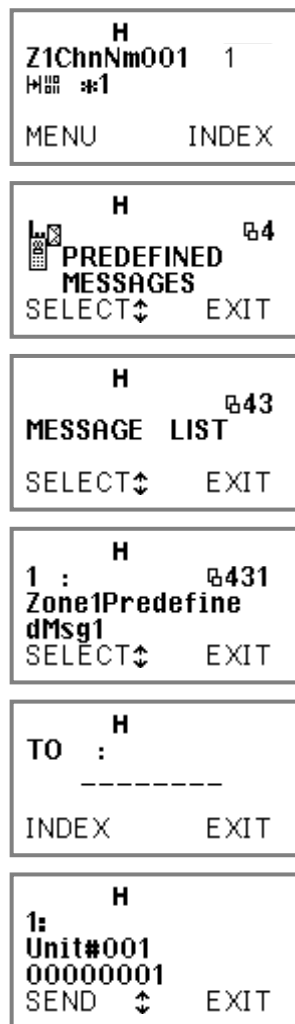 H
Z1ChnNm001 1
*1
MENU INDEX
H
4
PREDEFINED
MESSAGES
SELECT EXIT
H
43
MESSAGE LIST
SELECT EXIT
H
1 : 431
Zone1Predefine
dMsg1
SELECT EXIT
H
TO :
________
INDEX EXIT
H
1:
Unit#001
00000001
SEND EXIT